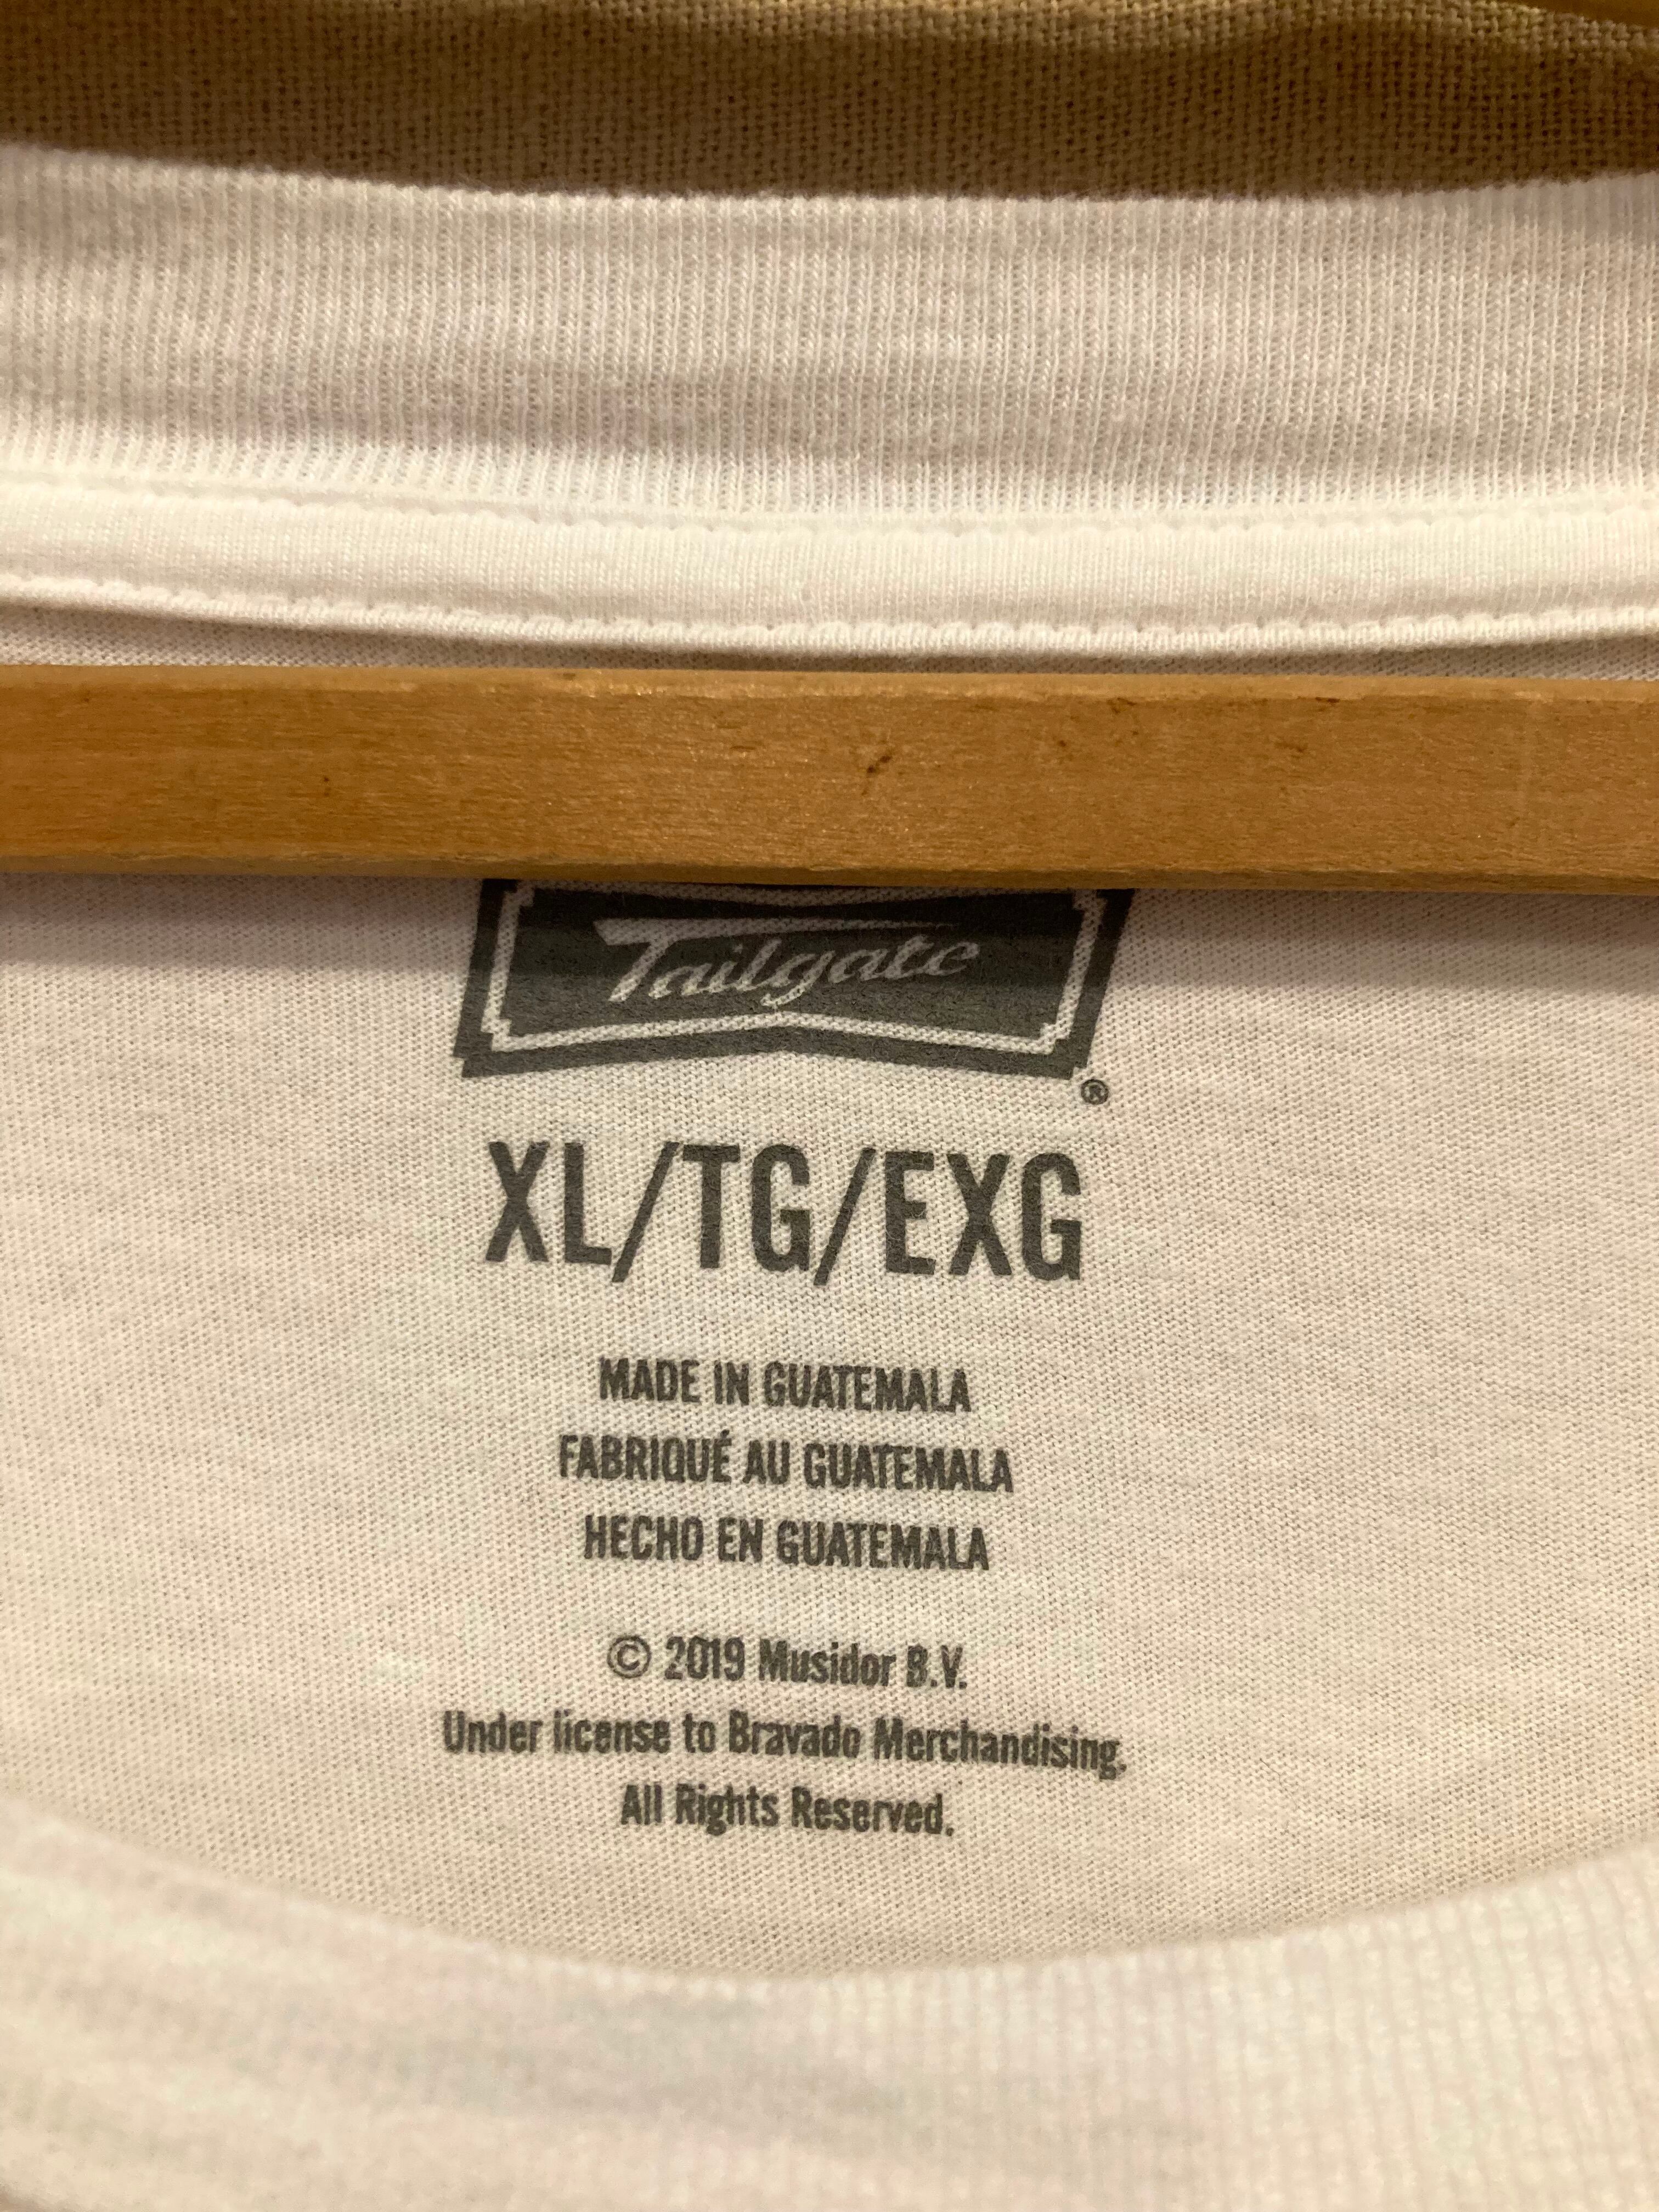 Tailgate
®
XL/TG/EXG
MADE IN GUATEMALA
FABRIQUÉ AU GUATEMALA
HECHO EN GUATEMALA
© 2019 Musidor B.V.
Under license to Bravado Merchandising.
All Rights Reserved.